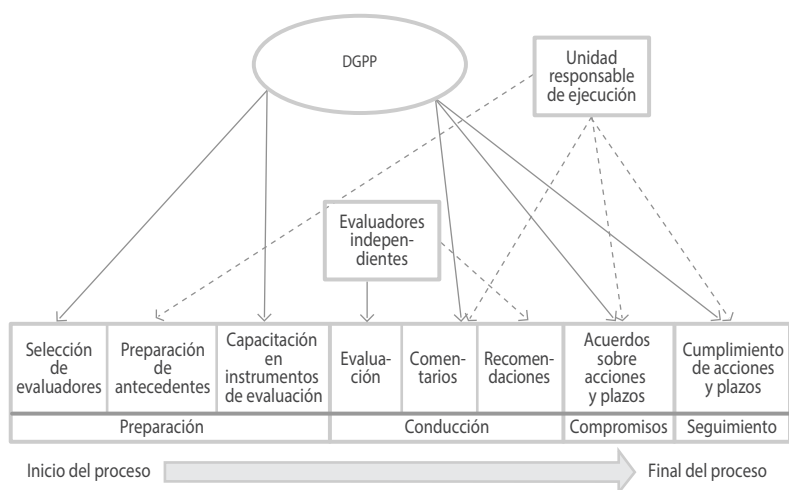 DGPP
Unidad
responsable
de ejecución
Evaluadores
indepen-
dientes
Selección
de
evaluadores
Preparación
de
antecedentes
Capacitación
en
instrumentos
de evaluación
Evalua-
ción
Comen-
tarios
Recomen-
daciones
Acuerdos
sobre
acciones
y plazos
Cumplimiento
de acciones
y plazos
Preparación
Conducción
Compromisos
Seguimiento
Inicio del proceso
Final del proceso